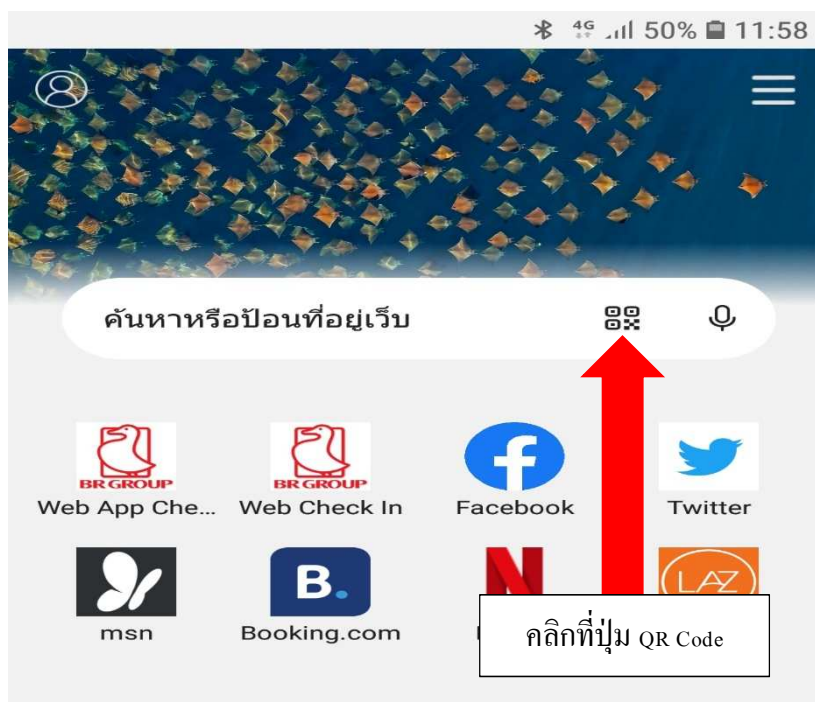 4G 50% 11:58
ค้นหาหรือป้อนที่อยู่เว็บ
BR GROUP BR GROUP
Web App Che... Web Check In Facebook Twitter
B. N LAZ
msn Booking.com
คลิกที่ปุ่ม QR Code